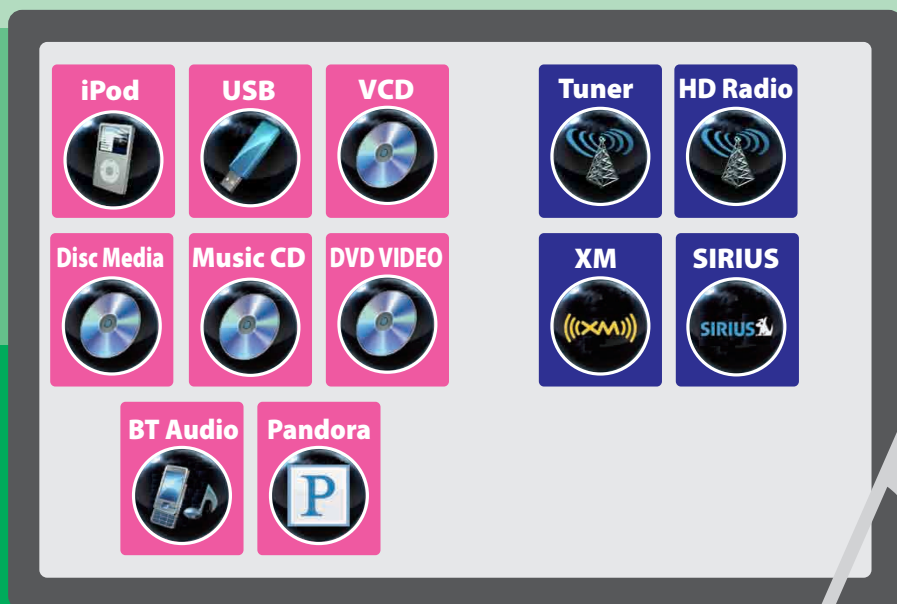 iPod USB VCD Tuner HD Radio
Disc Media Music CD DVD VIDEO XM SIRIUS
((XM))
SIRIUS
BT Audio Pandora
P